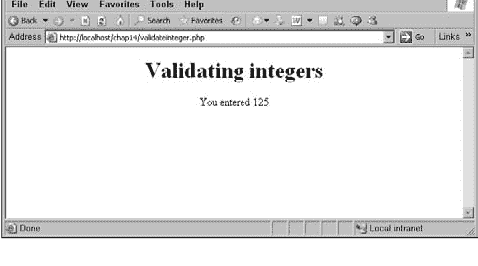 File Edit View Favorites Tools Help
Back Search Favorites
Address http://localhost/chap14/validateinteger.php Go Links »
Validating integers
You entered 125
Done Local intranet